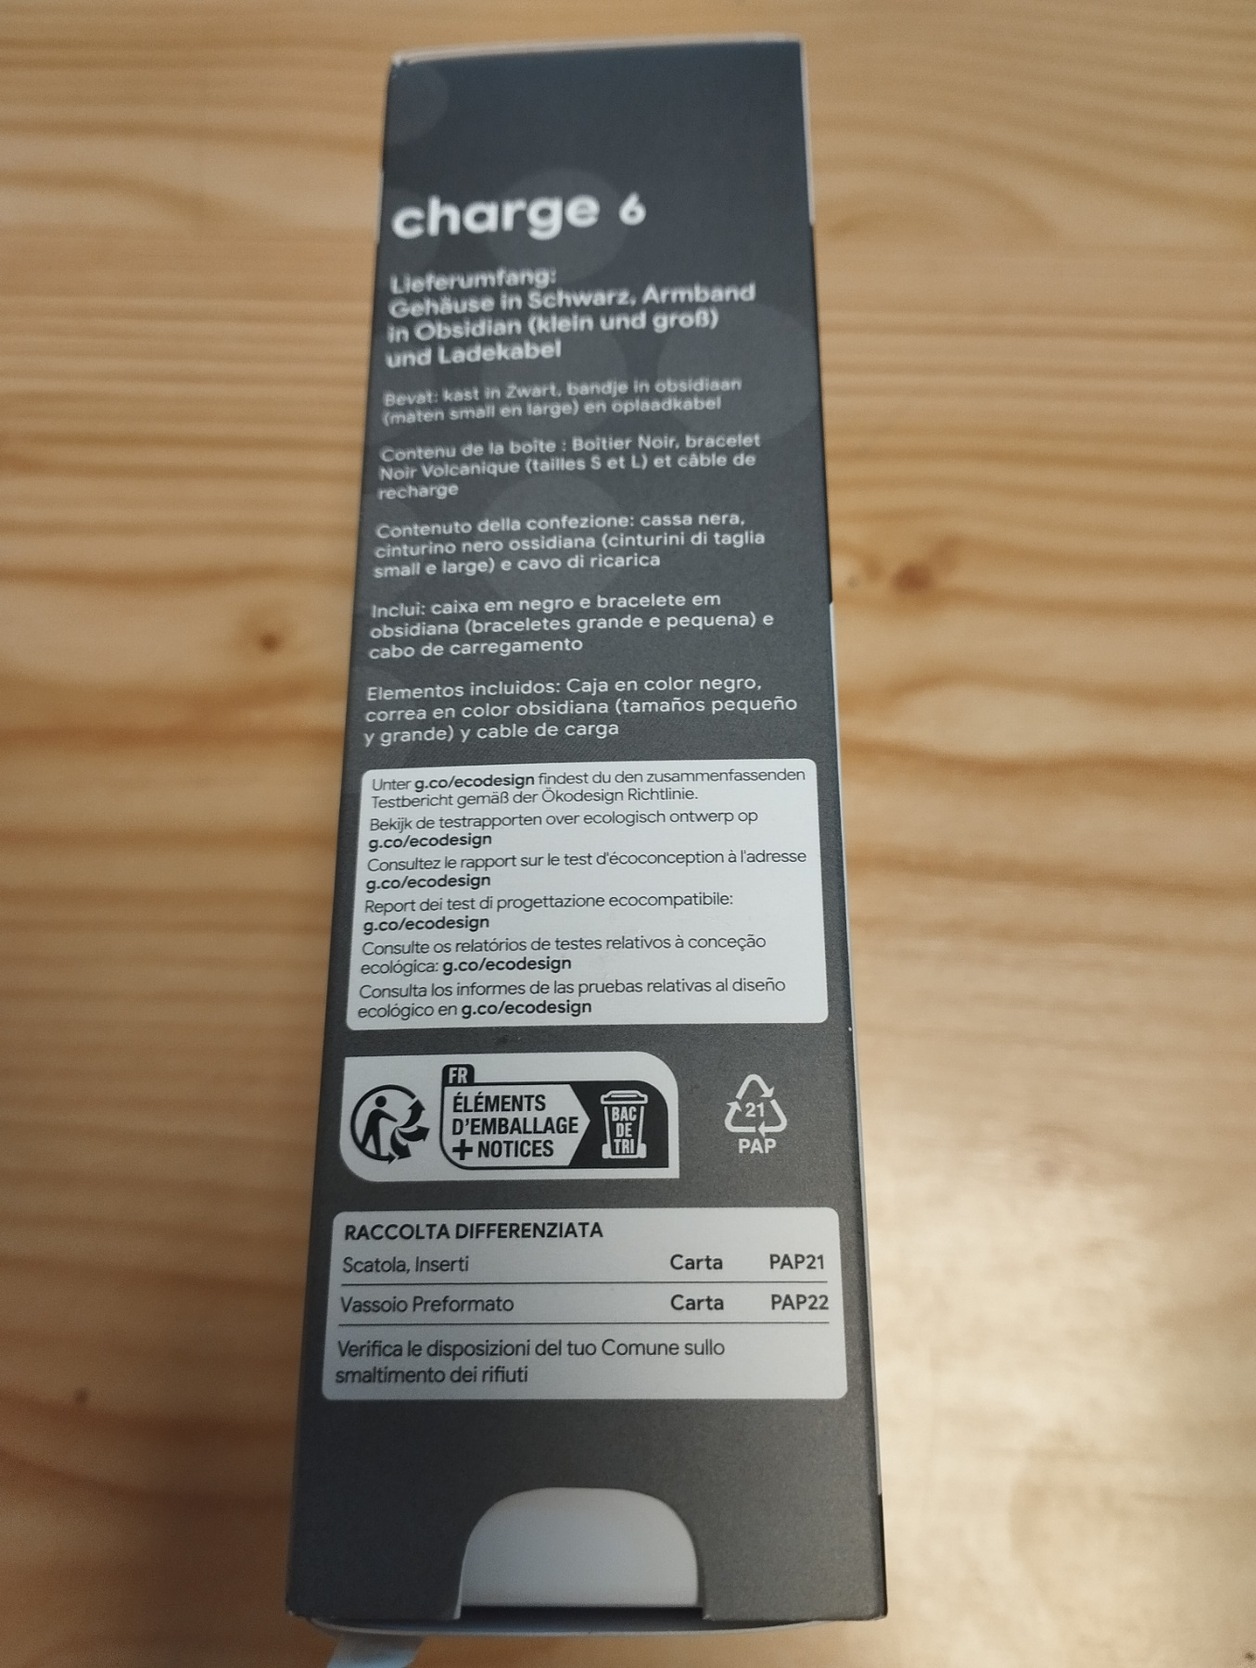 charge 6
Lieferumfang:
Gehäuse in Schwarz, Armband
in Obsidian (klein und groß)
und Ladekabel
Bevat: kast in Zwart, bandje in obsidiaan
(maten small en large) en oplaadkabel
Contenu de la boîte : Boîtier Noir, bracelet
Noir Volcanique (tailles S et L) et câble de
recharge
Contenuto della confezione: cassa nera,
cinturino nero ossidiana (cinturini di taglia
small e large) e cavo di ricarica
Inclui: caixa em negro e bracelete em
obsidiana (braceletes grande e pequena) e
cabo de carregamento
Elementos incluidos: Caja en color negro,
correa en color obsidiana (tamaños pequeño
y grande) y cable de carga
Unter g.co/ecodesign findest du den zusammenfassenden
Testbericht gemäß der Ökodesign Richtlinie.
Bekijk de testrapporten over ecologisch ontwerp op
g.co/ecodesign
Consultez le rapport sur le test d'écoconception à l'adresse
g.co/ecodesign
Report dei test di progettazione ecocompatibile:
g.co/ecodesign
Consulte os relatórios de testes relativos à conceção
ecológica: g.co/ecodesign
Consulta los informes de las pruebas relativas al diseño
ecológico en g.co/ecodesign
FR
ÉLÉMENTS
D'EMBALLAGE
+ NOTICES
BAC
DE
TRI
21
PAP
RACCOLTA DIFFERENZIATA
Scatola, Inserti Carta PAP21
Vassoio Preformato Carta PAP22
Verifica le disposizioni del tuo Comune sullo
smaltimento dei rifiuti